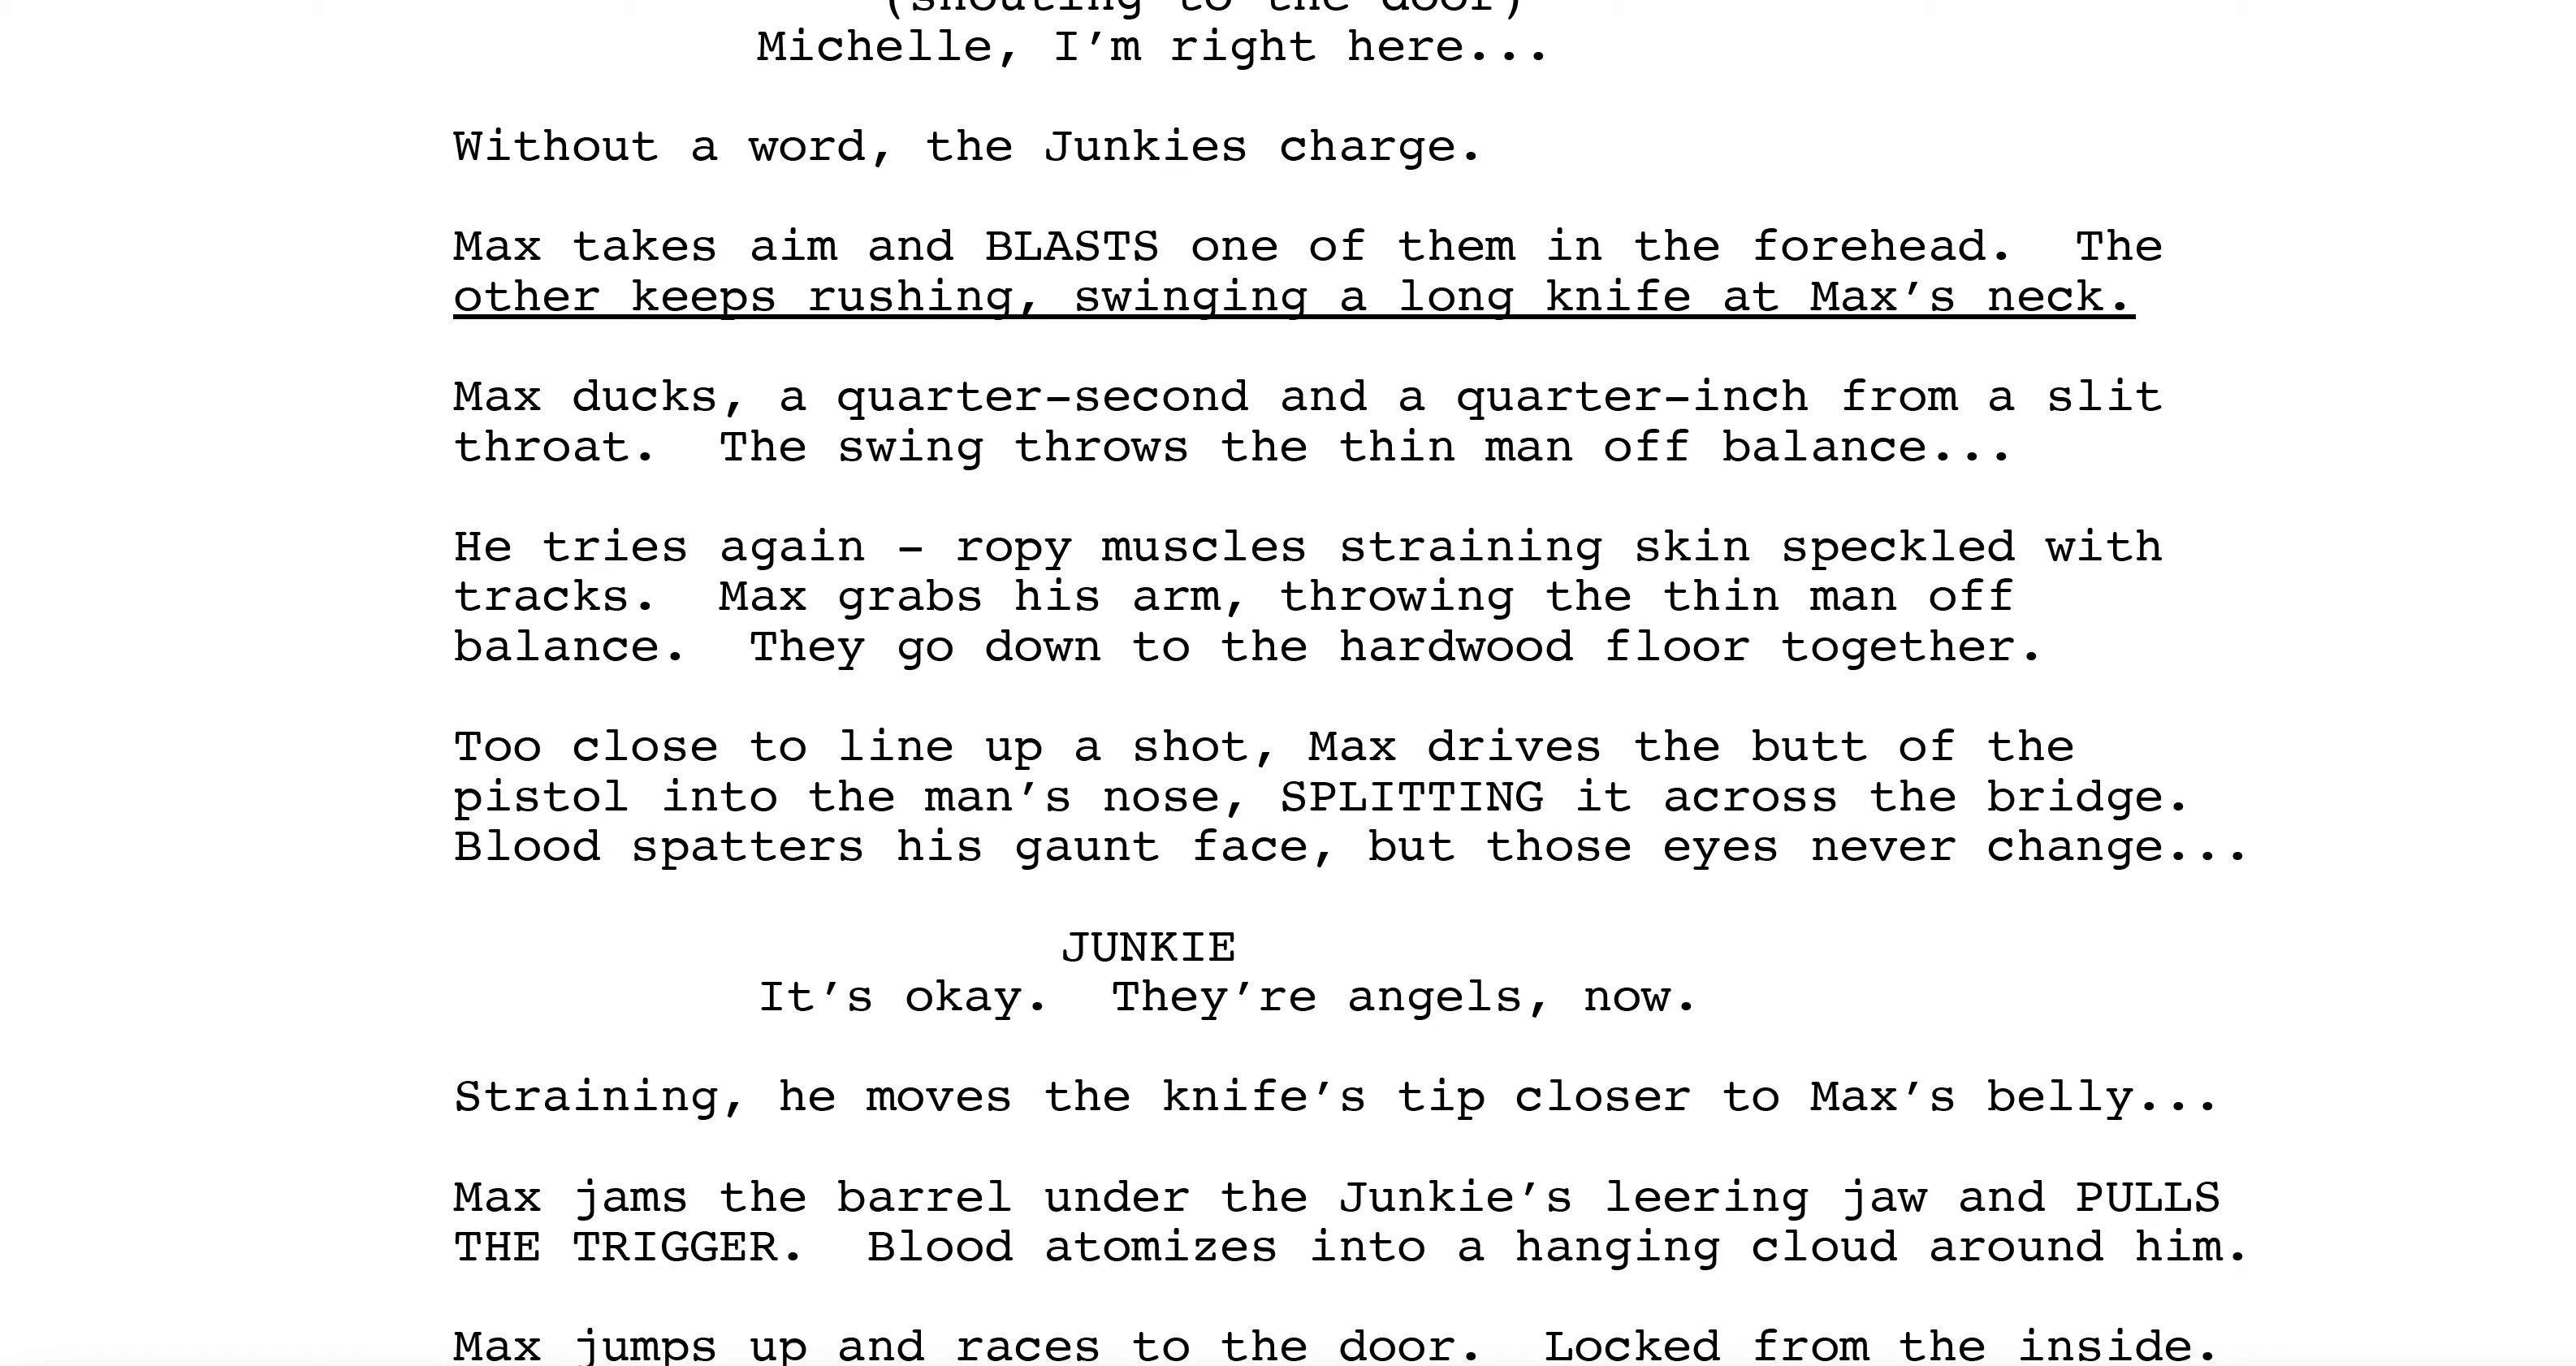 (shouting to the door)
Michelle, I’m right here...
Without a word, the Junkies charge.
Max takes aim and BLASTS one of them in the forehead.  The
other keeps rushing, swinging a long knife at Max’s neck.
Max ducks, a quarter-second and a quarter-inch from a slit
throat.  The swing throws the thin man off balance...
He tries again – ropy muscles straining skin speckled with
tracks.  Max grabs his arm, throwing the thin man off
balance.  They go down to the hardwood floor together.
Too close to line up a shot, Max drives the butt of the
pistol into the man’s nose, SPLITTING it across the bridge.
Blood spatters his gaunt face, but those eyes never change...
JUNKIE
It’s okay.  They’re angels, now.
Straining, he moves the knife’s tip closer to Max’s belly...
Max jams the barrel under the Junkie’s leering jaw and PULLS
THE TRIGGER.  Blood atomizes into a hanging cloud around him.
Max jumps up and races to the door.  Locked from the inside.